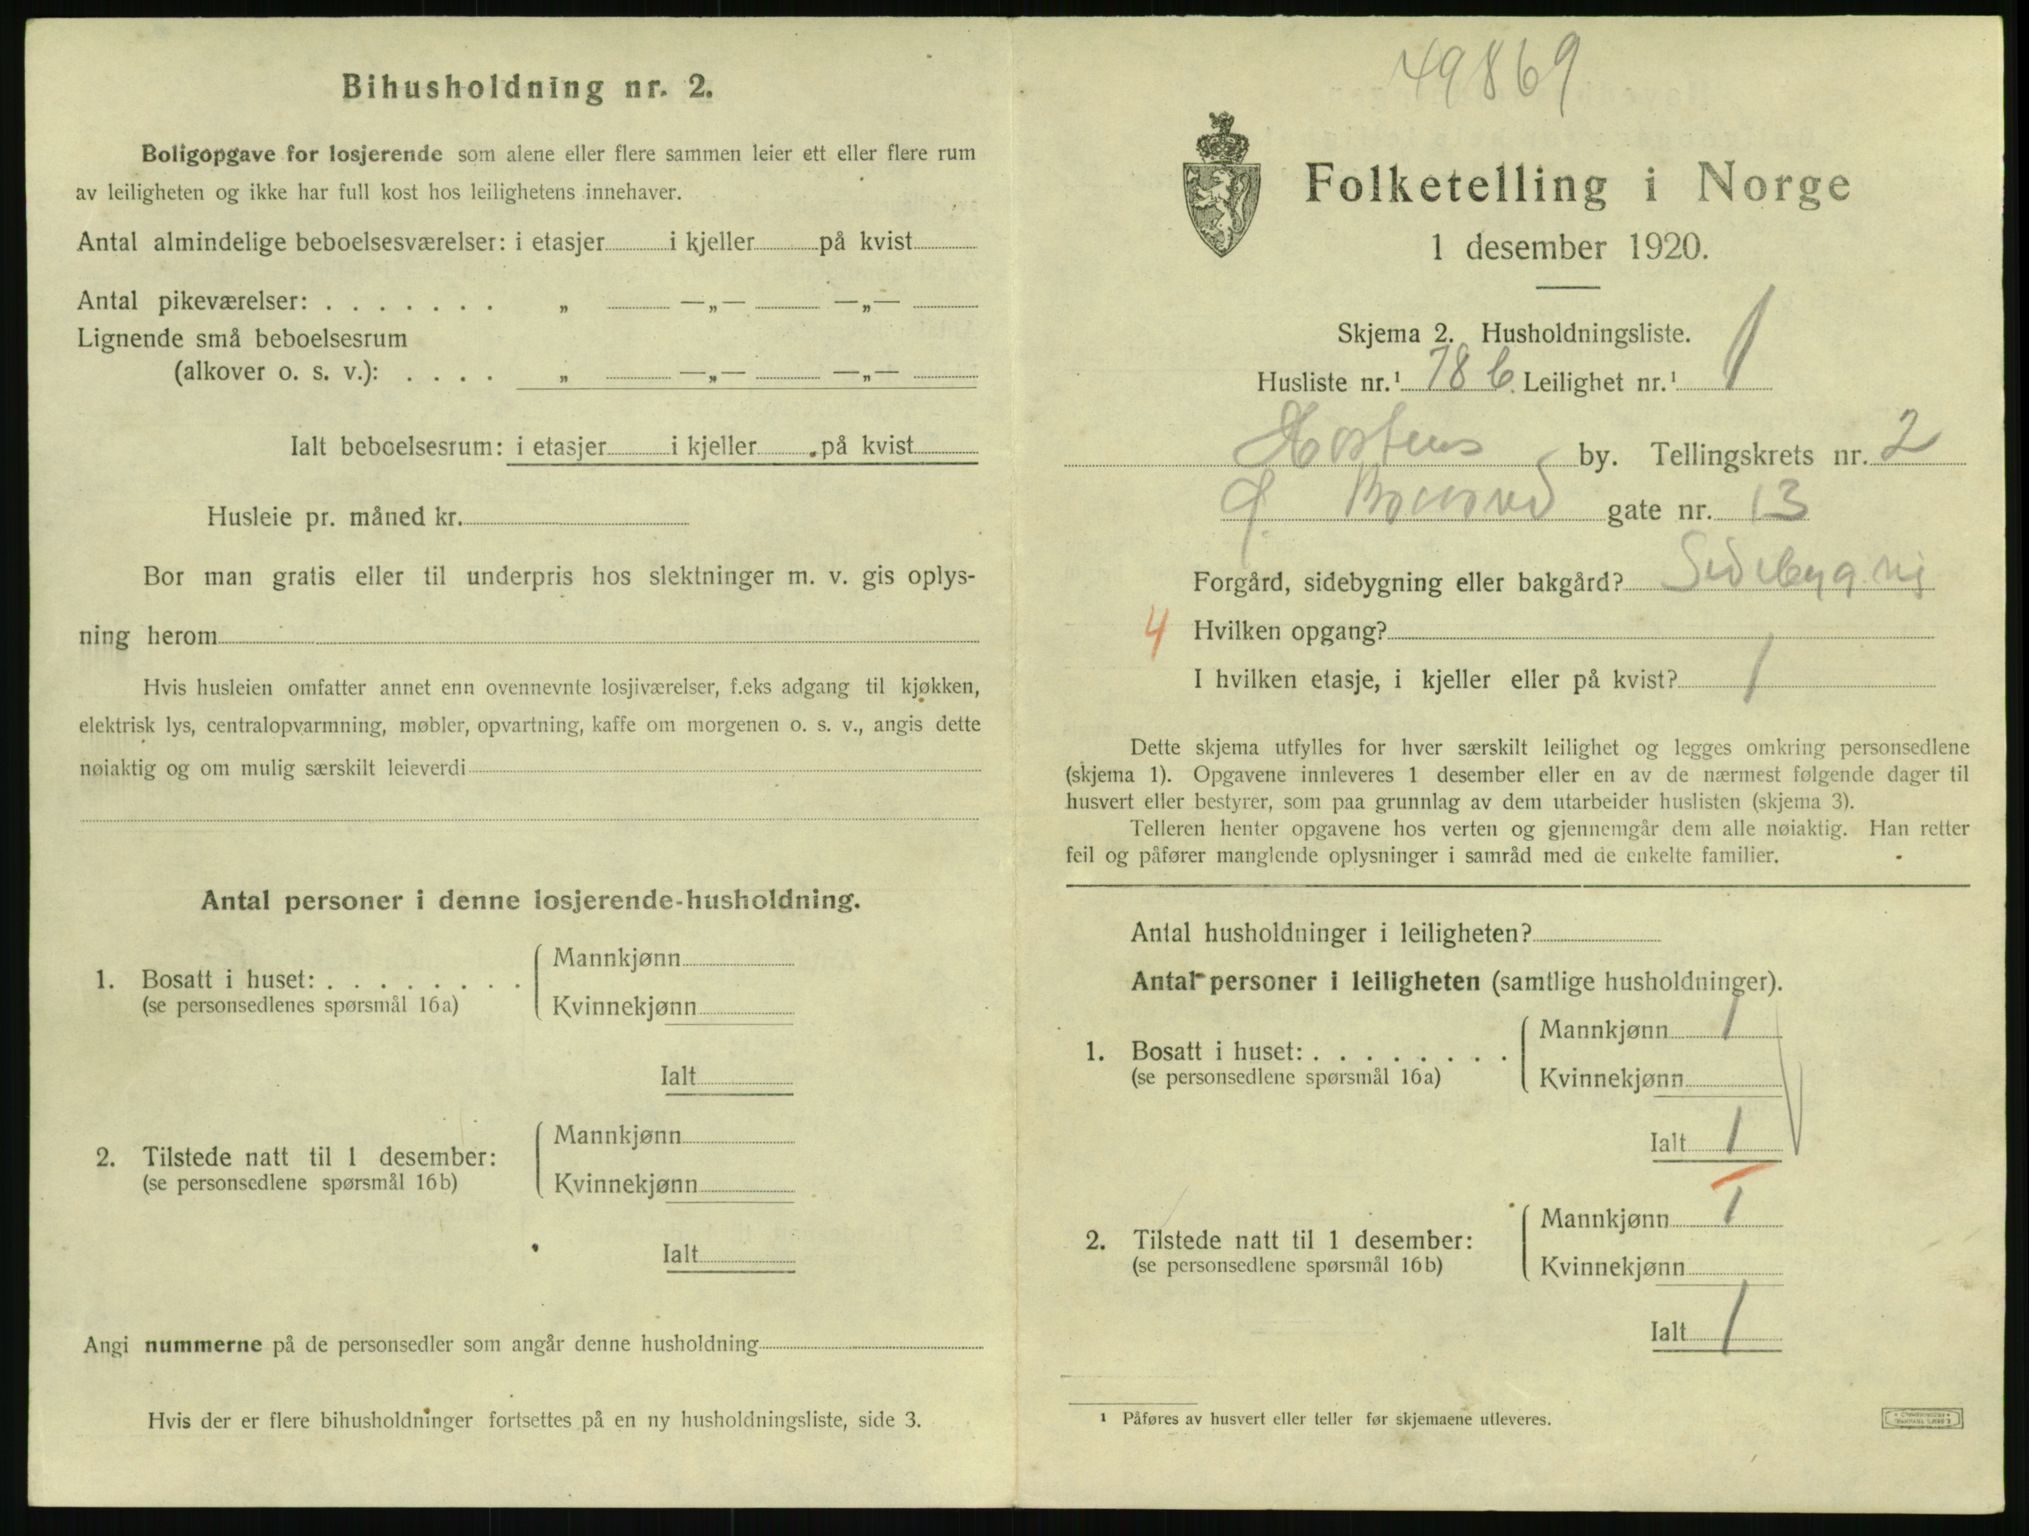 Bihusholdning nr. 2.
Boligopgave for losjerende som alene eller flere sammen leier ett eller flere rum
av leiligheten og ikke har full kost hos leilighetens innehaver.
Antal almindelige beboelsesværelser: i etasjer i kjeller på kvist
Antal pikeværelser: . . . . . . . „ —„— —„—
Lignende små beboelsesrum
(alkover o. s. v.): . . . . „ —„— —„—
Ialt beboelsesrum: i etasjer i kjeller på kvist
Husleie pr. måned kr.
Bor man gratis eller til underpris hos slektninger m. v. gis oplys-
ning herom
Hvis husleien omfatter annet enn ovennevnte losjiværelser, f.eks adgang til kjøkken,
elektrisk lys, centralopvarmning, møbler, opvartning, kaffe om morgenen o. s. v., angis dette
nøiaktig og om mulig særskilt leieverdi
Antal personer i denne losjerende-husholdning.
1. Bosatt i huset: . . . . . . . .
(se personsedlenes spørsmål 16a)
Mannkjønn
Kvinnekjønn
Ialt
2. Tilstede natt til 1 desember:
(se personsedlene spørsmål 16b)
Mannkjønn
Kvinnekjønn
Ialt
Angi nummerne på de personsedler som angår denne husholdning
Hvis der er flere bihusholdninger fortsettes på en ny husholdningsliste, side 3.
49869
Folketelling i Norge
1 desember 1920.
Skjema 2. Husholdningsliste.
Husliste nr.¹ 78 b. Leilighet nr.¹ 1
Hortens by. Tellingskrets nr. 2
gate nr. 13
Forgård, sidebygning eller bakgård? Sidebygnig
4 Hvilken opgang?
I hvilken etasje, i kjeller eller på kvist? 1
Dette skjema utfylles for hver særskilt leilighet og legges omkring personsedlene
(skjema 1). Opgavene innleveres 1 desember eller en av de nærmest følgende dager til
husvert eller bestyrer, som paa grunnlag av dem utarbeider huslisten (skjema 3).
Telleren henter opgavene hos verten og gjennemgår dem alle nøiaktig. Han retter
feil og påfører manglende oplysninger i samråd med de enkelte familier.
Antal husholdninger i leiligheten?
Antal personer i leiligheten (samtlige husholdninger).
1. Bosatt i huset: . . . . . . . .
(se personsedlene spørsmål 16a)
Mannkjønn 1
Kvinnekjønn
Ialt 1
2. Tilstede natt til 1 desember:
(se personsedlene spørsmål 16b)
Mannkjønn 1
Kvinnekjønn
Ialt 1
¹ Påføres av husvert eller teller før skjemaene utleveres.